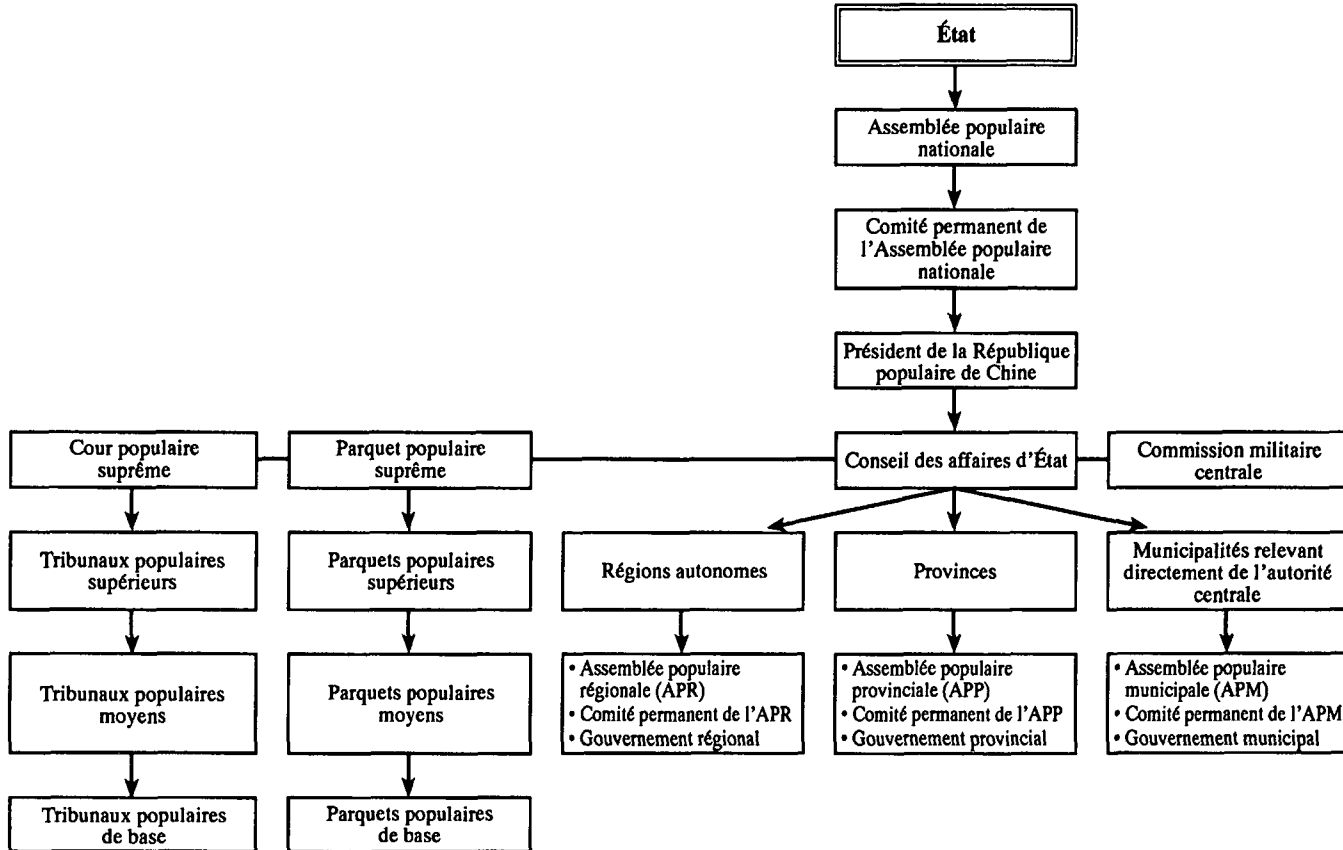 État
Assemblée populaire
nationale
Comité permanent de
l'Assemblée populaire
nationale
Président de la République
populaire de Chine
Cour populaire
suprême
Parquet populaire
suprême
Conseil des affaires d'État
Commission militaire
centrale
Tribunaux populaires
supérieurs
Parquets populaires
supérieurs
Régions autonomes
Provinces
Municipalités relevant
directement de l'autorité
centrale
Tribunaux populaires
moyens
Parquets populaires
moyens
• Assemblée populaire
régionale (APR)
• Comité permanent de l'APR
• Gouvernement régional
• Assemblée populaire
provinciale (APP)
• Comité permanent de l'APP
• Gouvernement provincial
• Assemblée populaire
municipale (APM)
• Comité permanent de l'APM
• Gouvernement municipal
Tribunaux populaires
de base
Parquets populaires
de base